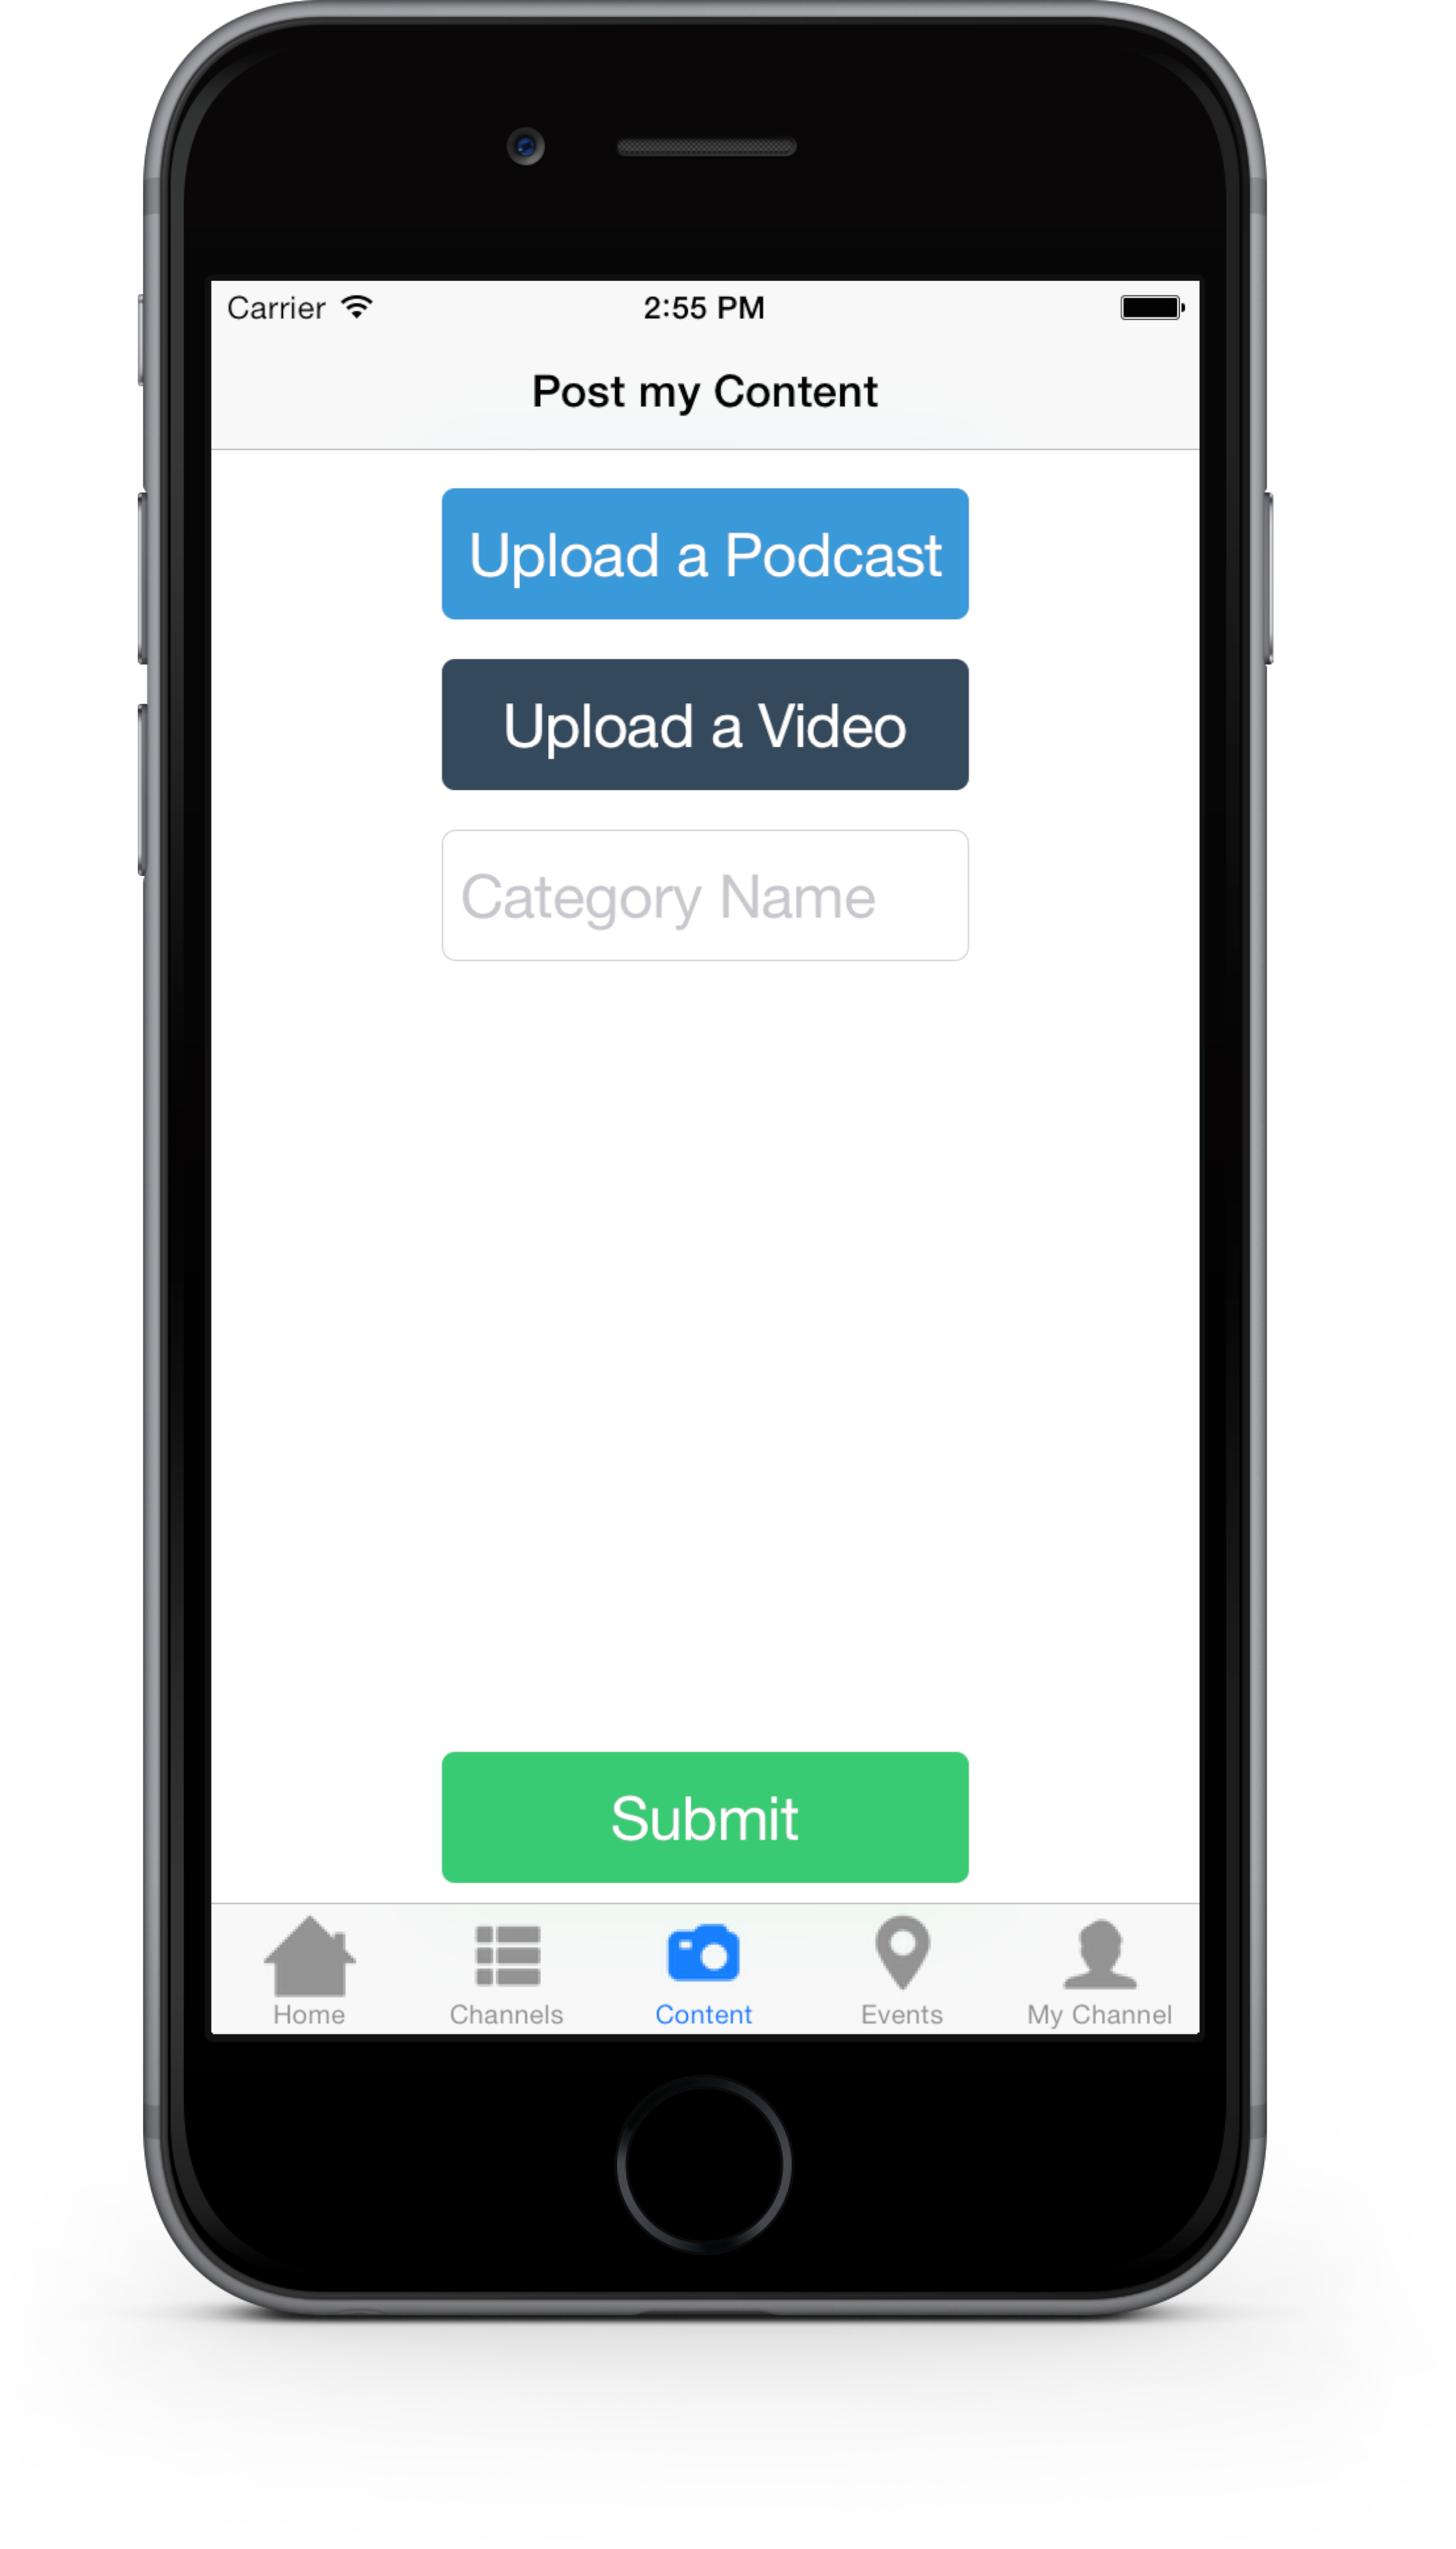 Carrier 2:55 PM
Post my Content
Upload a Podcast
Upload a Video
Category Name
Submit
Home Channels Content Events My Channel